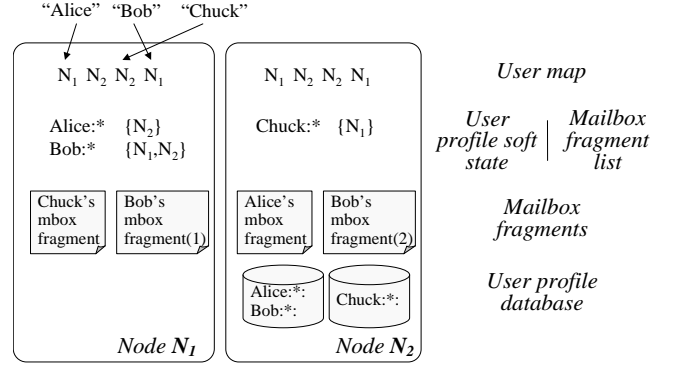 “Alice” “Bob” “Chuck”
N1 N2 N2 N1
N1 N2 N2 N1
User map
Alice:* {N2}
Bob:* {N1,N2}
Chuck:* {N1}
User profile soft state
Mailbox fragment list
Chuck's mbox fragment
Bob's mbox fragment(1)
Alice's mbox fragment
Bob's mbox fragment(2)
Mailbox fragments
Alice:*:
Bob:*:
Chuck:*:
User profile database
Node N1
Node N2